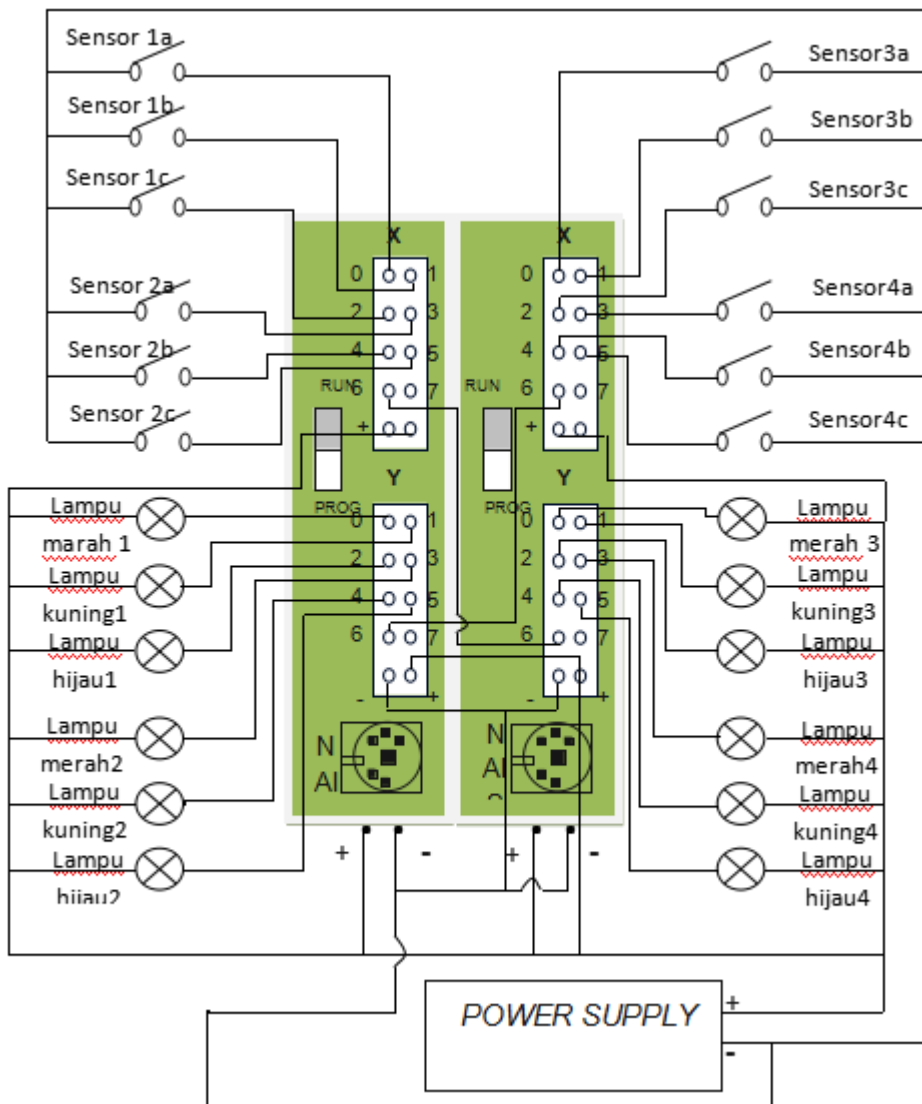 Sensor 1a
Sensor 1b
Sensor 1c
Sensor 2a
Sensor 2b
Sensor 2c
Lampu
marah 1
Lampu
kuning1
Lampu
hijau1
Lampu
merah2
Lampu
kuning2
Lampu
hijau2
X
0 1
2 3
4 5
RUN 6 7
+
Y
PROG
0 1
2 3
4 5
6 7
- +
N
AI
+ -
X
0 1
2 3
4 5
RUN 6 7
+
Y
PROG
0 1
2 3
4 5
6 7
- +
N
AI
+ -
Sensor3a
Sensor3b
Sensor3c
Sensor4a
Sensor4b
Sensor4c
Lampu
merah 3
Lampu
kuning3
Lampu
hijau3
Lampu
merah4
Lampu
kuning4
Lampu
hijau4
POWER SUPPLY
+
-